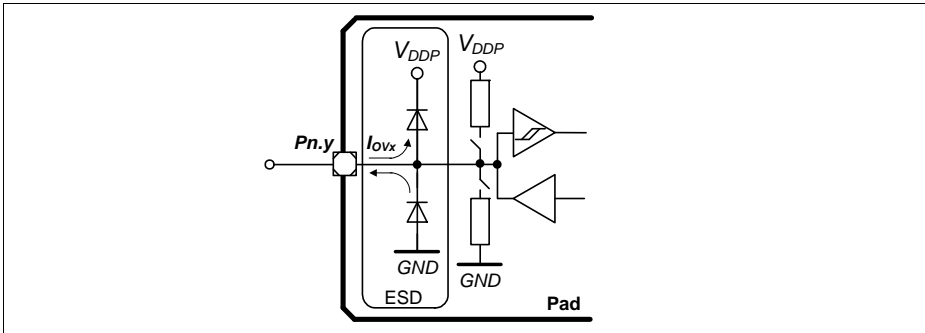 VDDP
VDDP
Pn.y
IOVx
GND
GND
ESD
Pad